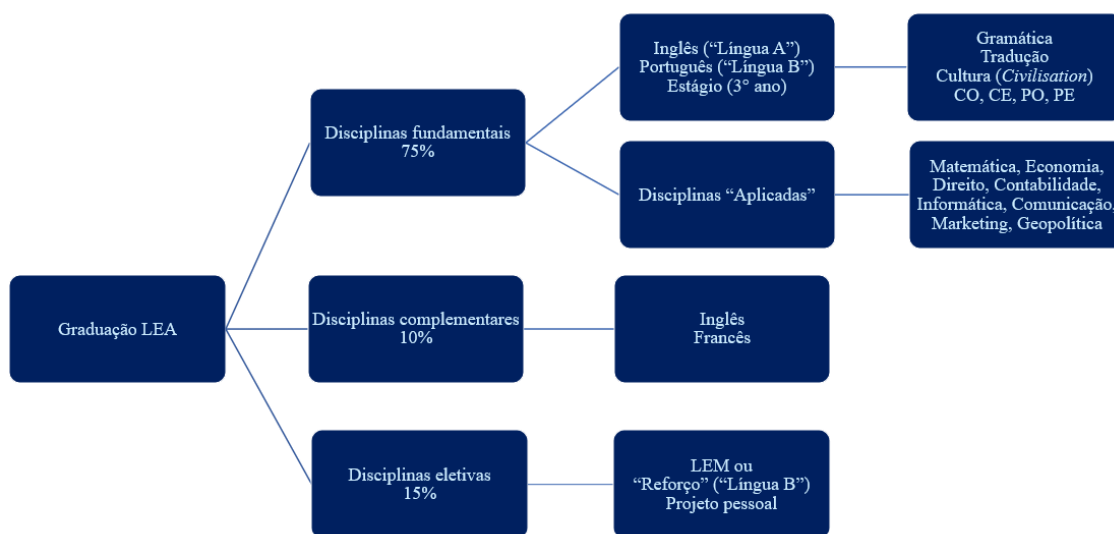 Graduação LEA
Disciplinas fundamentais
75%
Inglês (“Língua A”)
Português (“Língua B”)
Estágio (3° ano)
Gramática
Tradução
Cultura (Civilisation)
CO, CE, PO, PE
Disciplinas “Aplicadas”
Matemática, Economia,
Direito, Contabilidade,
Informática, Comunicação,
Marketing, Geopolítica
Disciplinas complementares
10%
Inglês
Francês
Disciplinas eletivas
15%
LEM ou
“Reforço” (“Língua B”)
Projeto pessoal